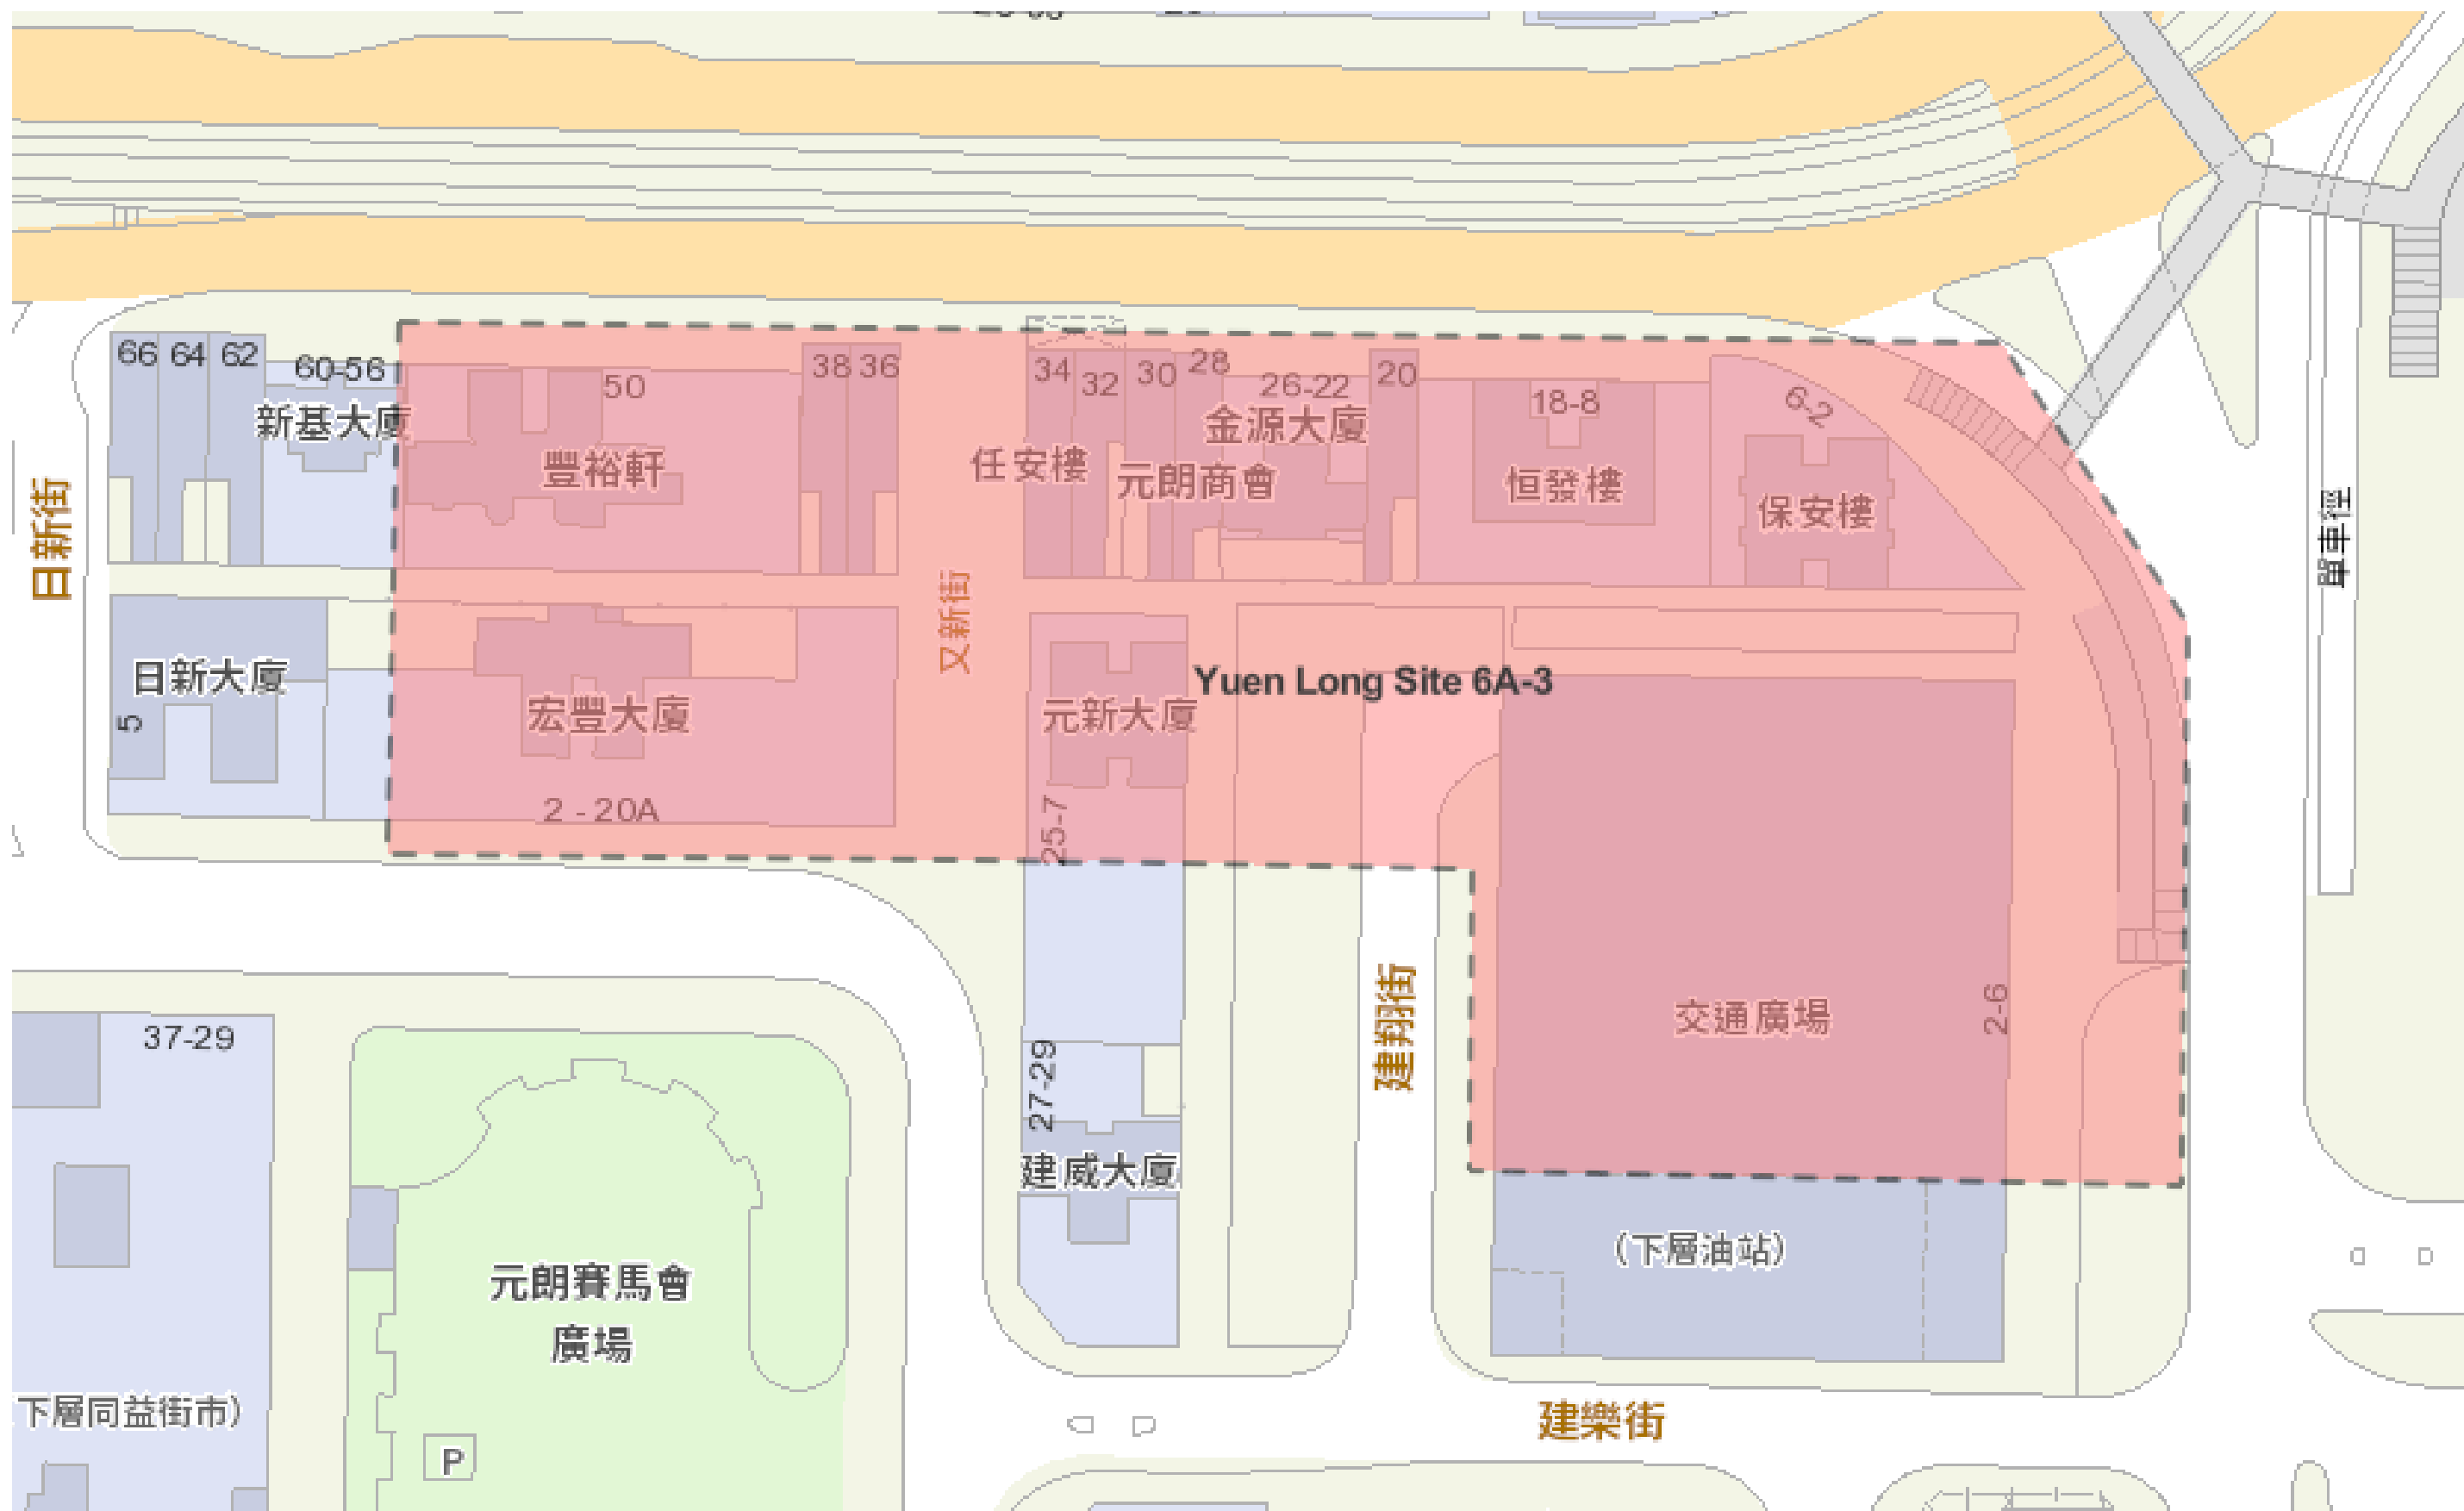 66
64
62
60-56
新基大廈
50
豐裕軒
38
36
34
32
30
28
26-22
20
金源大廈
任安樓
元朗商會
18-8
恒發樓
6-2
保安樓
日新街
又新街
單車徑
日新大廈
5
宏豐大廈
2 - 20A
元新大廈
25-7
Yuen Long Site 6A-3
交通廣場
2-6
建翔街
37-29
27-29
建威大廈
(下層油站)
元朗賽馬會
廣場
下層同益街市)
P
建樂街